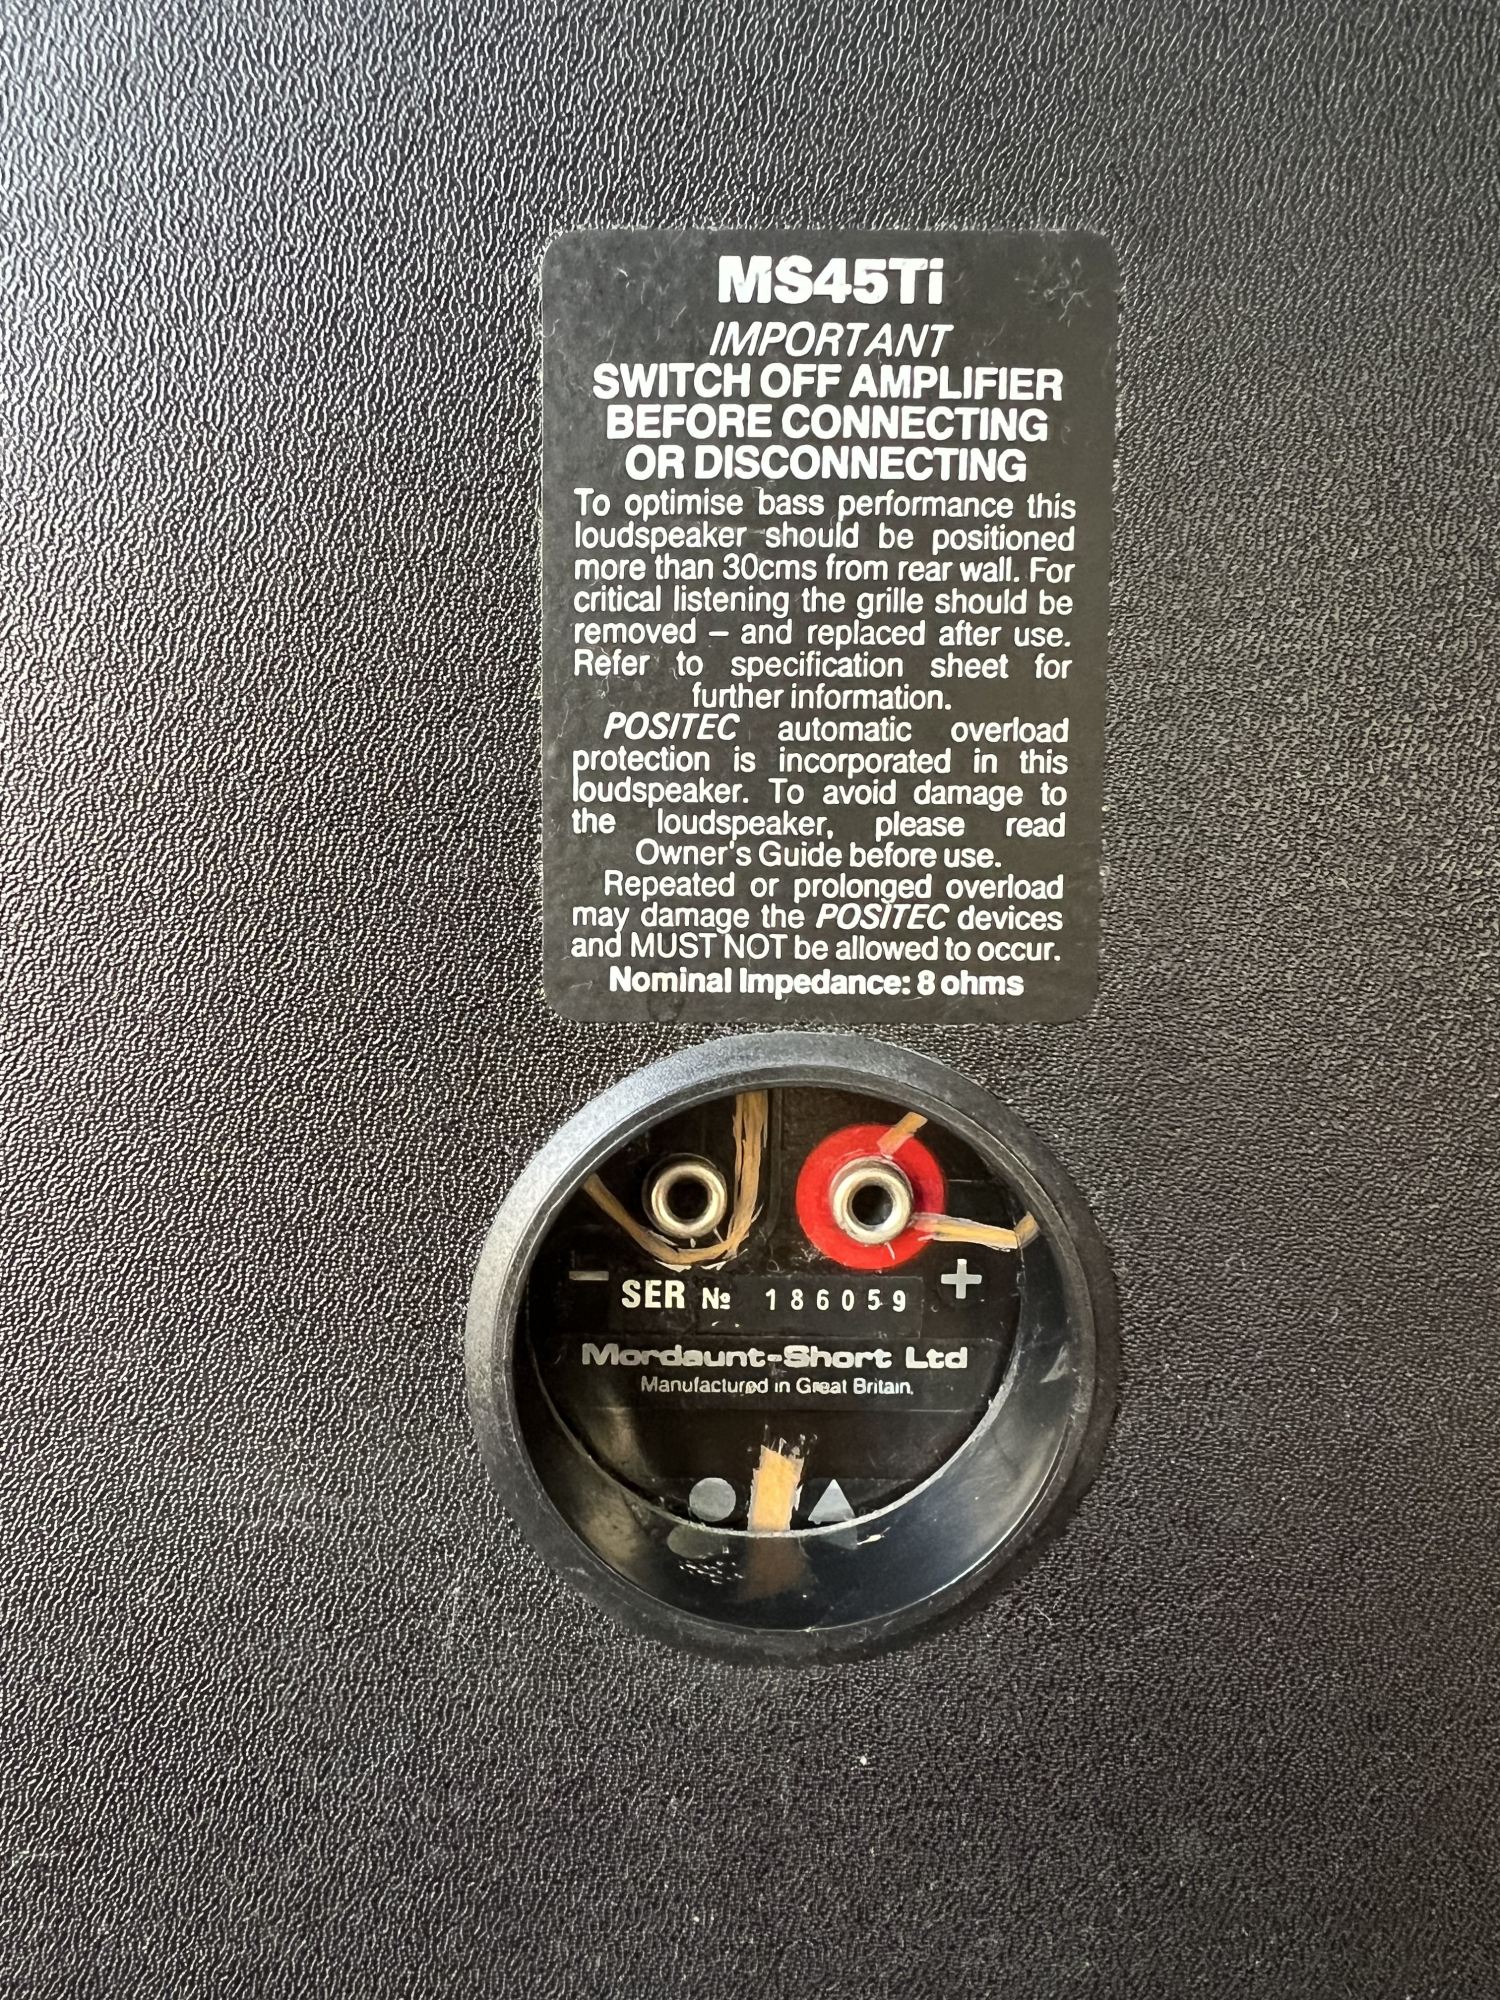 MS45Ti
IMPORTANT
SWITCH OFF AMPLIFIER
BEFORE CONNECTING
OR DISCONNECTING
To optimise bass performance this
loudspeaker should be positioned
more than 30cms from rear wall. For
critical listening the grille should be
removed – and replaced after use.
Refer to specification sheet for
further information.
POSITEC automatic overload
protection is incorporated in this
loudspeaker. To avoid damage to
the loudspeaker, please read
Owner's Guide before use.
Repeated or prolonged overload
may damage the POSITEC devices
and MUST NOT be allowed to occur.
Nominal Impedance: 8 ohms
– +
SER № 186059
Mordaunt-Short Ltd
Manufactured in Great Britain.